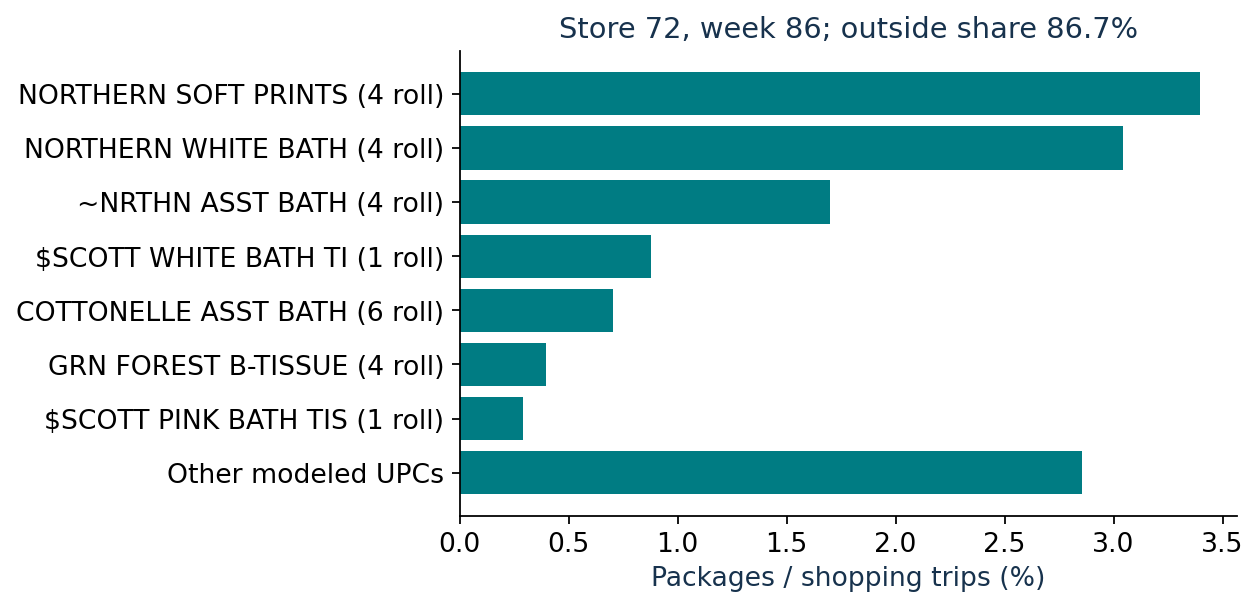 Store 72, week 86; outside share 86.7%
NORTHERN SOFT PRINTS (4 roll)
NORTHERN WHITE BATH (4 roll)
~NRTHN ASST BATH (4 roll)
$SCOTT WHITE BATH TI (1 roll)
COTTONELLE ASST BATH (6 roll)
GRN FOREST B-TISSUE (4 roll)
$SCOTT PINK BATH TIS (1 roll)
Other modeled UPCs
0.0 0.5 1.0 1.5 2.0 2.5 3.0 3.5
Packages / shopping trips (%)